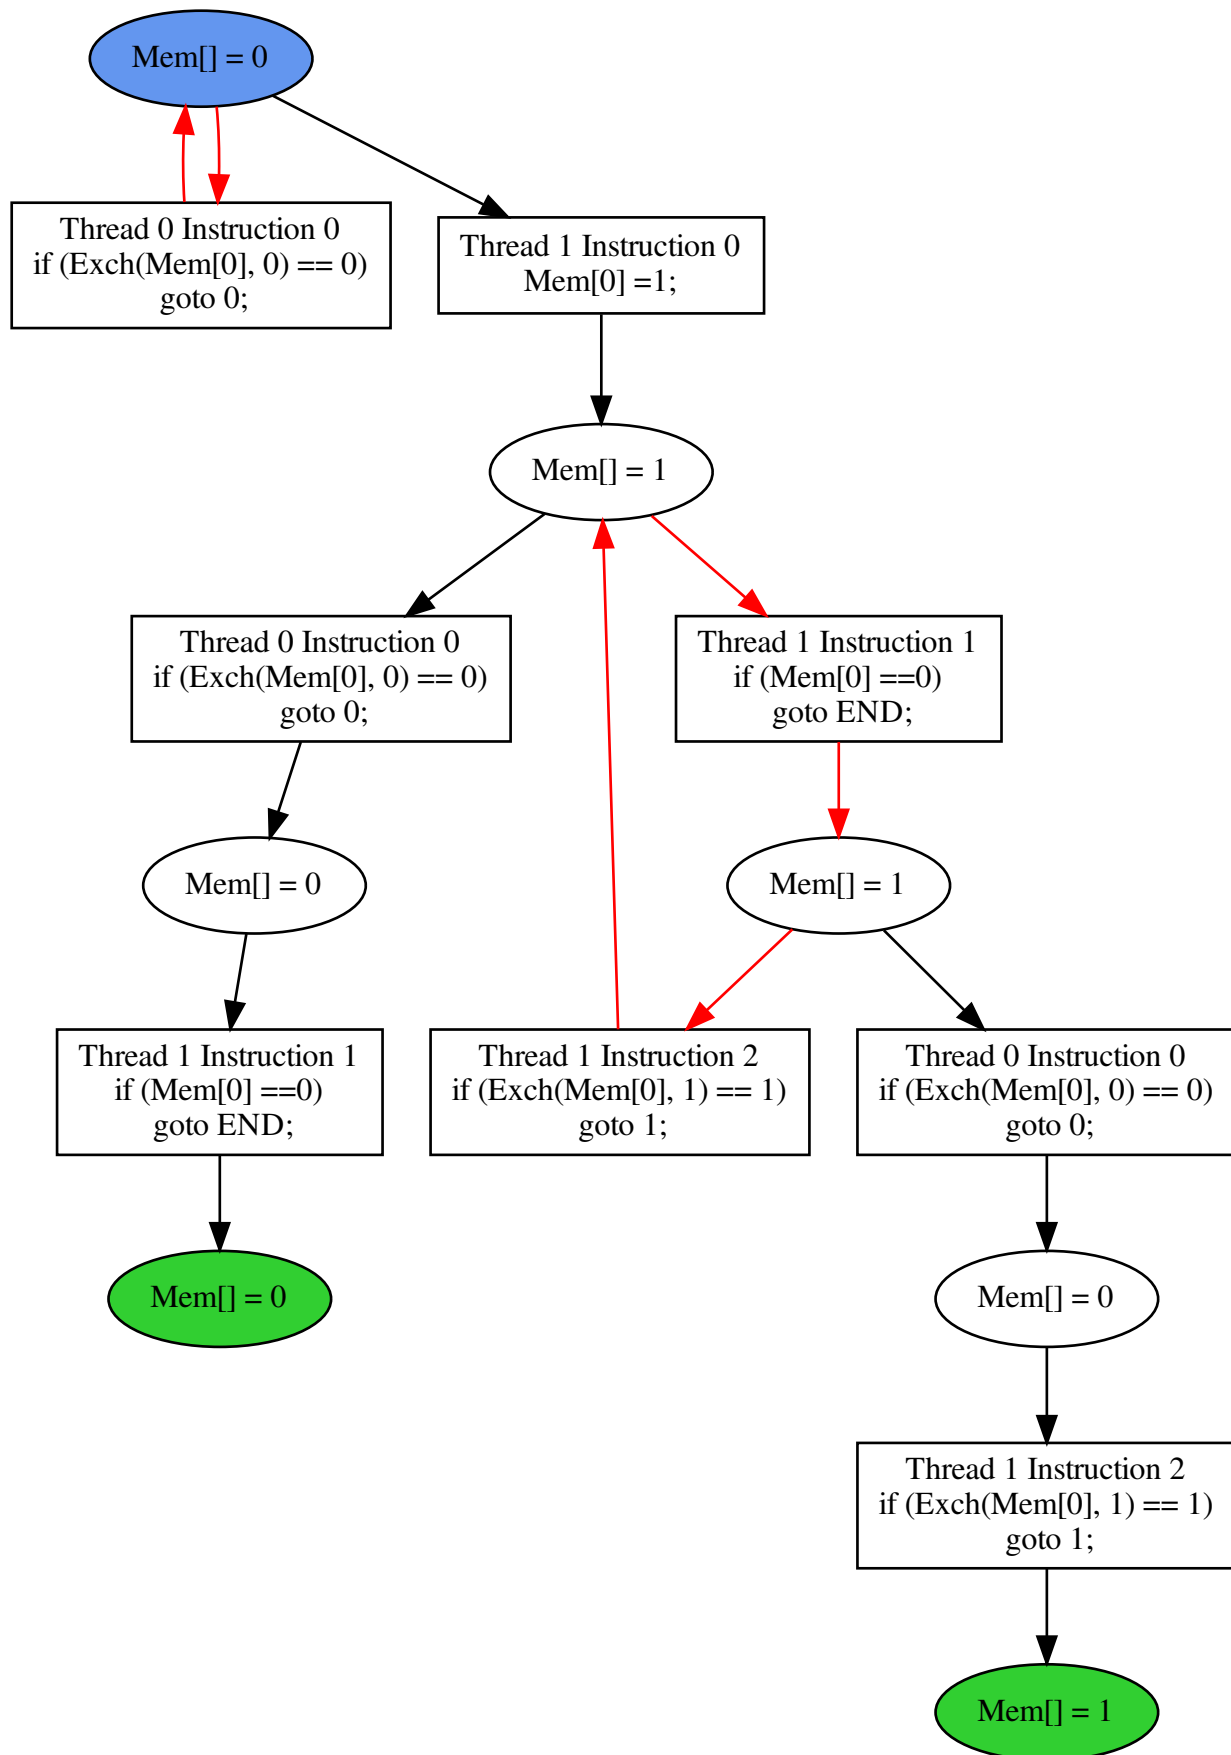 Mem[] = 0
Thread 0 Instruction 0
if (Exch(Mem[0], 0) == 0)
goto 0;
Thread 1 Instruction 0
Mem[0] =1;
Mem[] = 1
Thread 0 Instruction 0
if (Exch(Mem[0], 0) == 0)
goto 0;
Thread 1 Instruction 1
if (Mem[0] ==0)
goto END;
Mem[] = 0
Mem[] = 1
Thread 1 Instruction 1
if (Mem[0] ==0)
goto END;
Thread 1 Instruction 2
if (Exch(Mem[0], 1) == 1)
goto 1;
Thread 0 Instruction 0
if (Exch(Mem[0], 0) == 0)
goto 0;
Mem[] = 0
Mem[] = 0
Thread 1 Instruction 2
if (Exch(Mem[0], 1) == 1)
goto 1;
Mem[] = 1